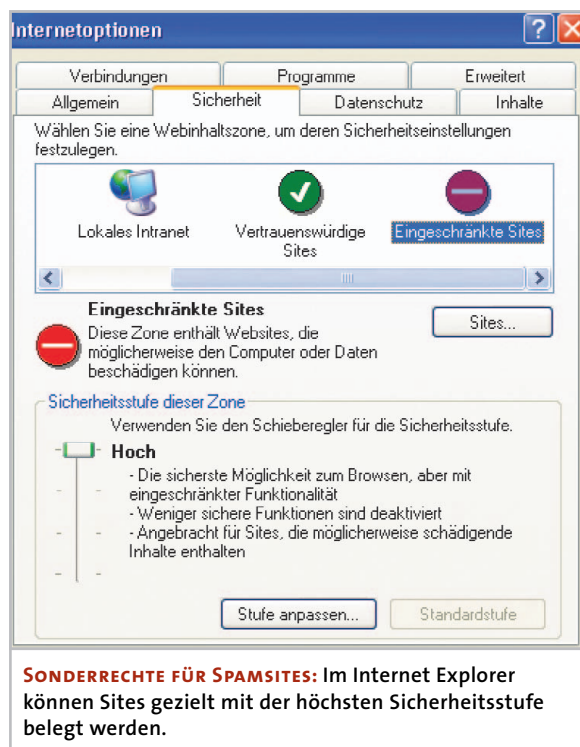 Internetoptionen
Verbindungen Programme Erweitert
Allgemein Sicherheit Datenschutz Inhalte
Wählen Sie eine Webinhaltszone, um deren Sicherheitseinstellungen
festzulegen.
Lokales Intranet Vertrauenswürdige Eingeschränkte Sites
Sites
Eingeschränkte Sites
Sites...
Diese Zone enthält Websites, die
möglicherweise den Computer oder Daten
beschädigen können.
Sicherheitsstufe dieser Zone
Verwenden Sie den Schieberegler für die Sicherheitsstufe.
Hoch
- Die sicherste Möglichkeit zum Browsen, aber mit
eingeschränkter Funktionalität
- Weniger sichere Funktionen sind deaktiviert
- Angebracht für Sites, die möglicherweise schädigende
Inhalte enthalten
Stufe anpassen... Standardstufe
SONDERRECHTE FÜR SPAMSITES: Im Internet Explorer
können Sites gezielt mit der höchsten Sicherheitsstufe
belegt werden.